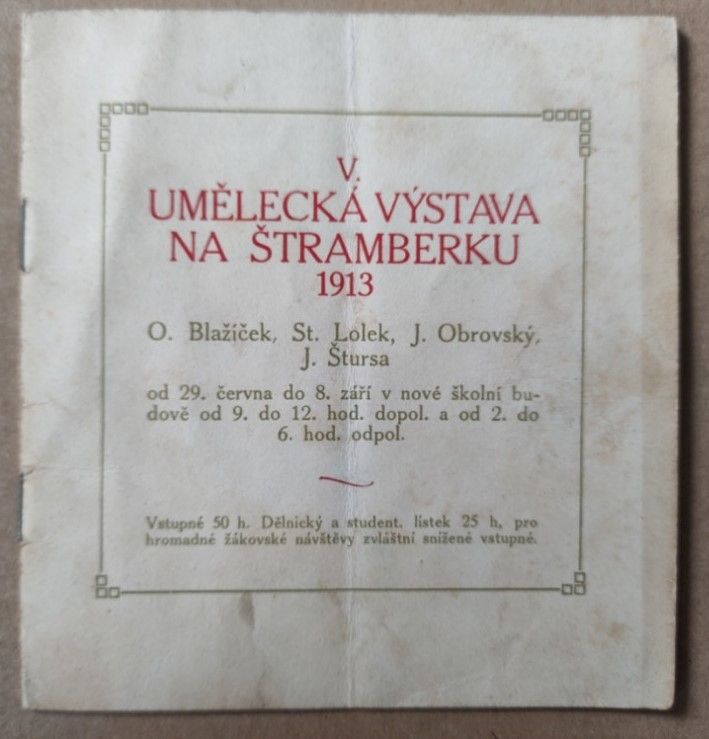 V.
UMĚLECKÁ VÝSTAVA
NA ŠTRAMBERKU
1913
O. Blažíček, St. Lolek, J. Obrovský,
J. Štursa
od 29. června do 8. září v nové školní bu-
dově od 9. do 12. hod. dopol. a od 2. do
6. hod. odpol.
Vstupné 50 h. Dělnický a student. lístek 25 h, pro
hromadné žákovské návštěvy zvláštní snížené vstupné.